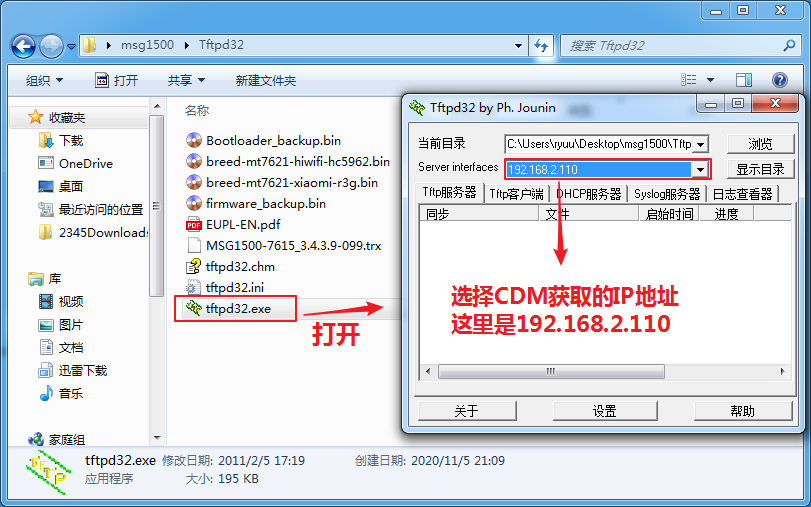 msg1500 Tftpd32
搜索 Tftpd32
组织 打开 共享 新建文件夹
收藏夹
下载
OneDrive
桌面
最近访问的位置
2345Downloads
库
视频
图片
文档
迅雷下载
音乐
家庭组
名称
Bootloader_backup.bin
breed-mt7621-hiwifi-hc5962.bin
breed-mt7621-xiaomi-r3g.bin
firmware_backup.bin
EUPL-EN.pdf
MSG1500-7615_3.4.3.9-099.trx
tftpd32.chm
tftpd32.ini
tftpd32.exe
打开
Tftpd32 by Ph. Jounin
当前目录 C:\Users\ryuu\Desktop\msg1500\Tftp 浏览
Server interfaces 192.168.2.110 显示目录
Tftp服务器 Tftp客户端 DHCP服务器 Syslog服务器 日志查看器
同步 文件 启始时间 进度
选择CDM获取的IP地址
这里是192.168.2.110
关于 设置 帮助
tftpd32.exe 修改日期: 2011/2/5 17:19 创建日期: 2020/11/5 21:09
应用程序 大小: 195 KB